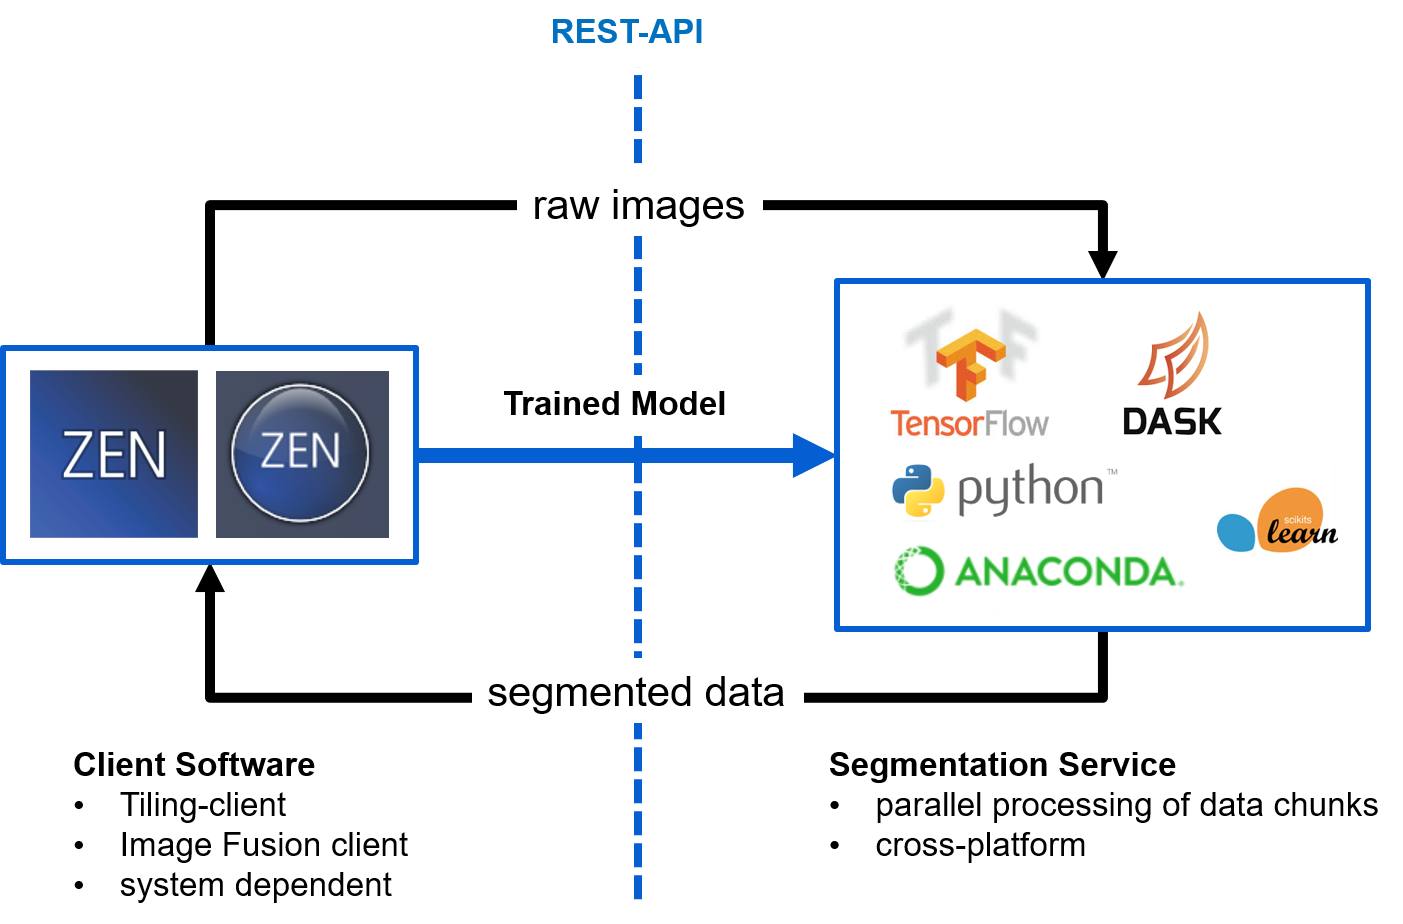 REST-API
raw images
ZEN
ZEN
Trained Model
TensorFlow
DASK
python™
scikits
learn
ANACONDA.
segmented data
Client Software
• Tiling-client
• Image Fusion client
• system dependent
Segmentation Service
• parallel processing of data chunks
• cross-platform